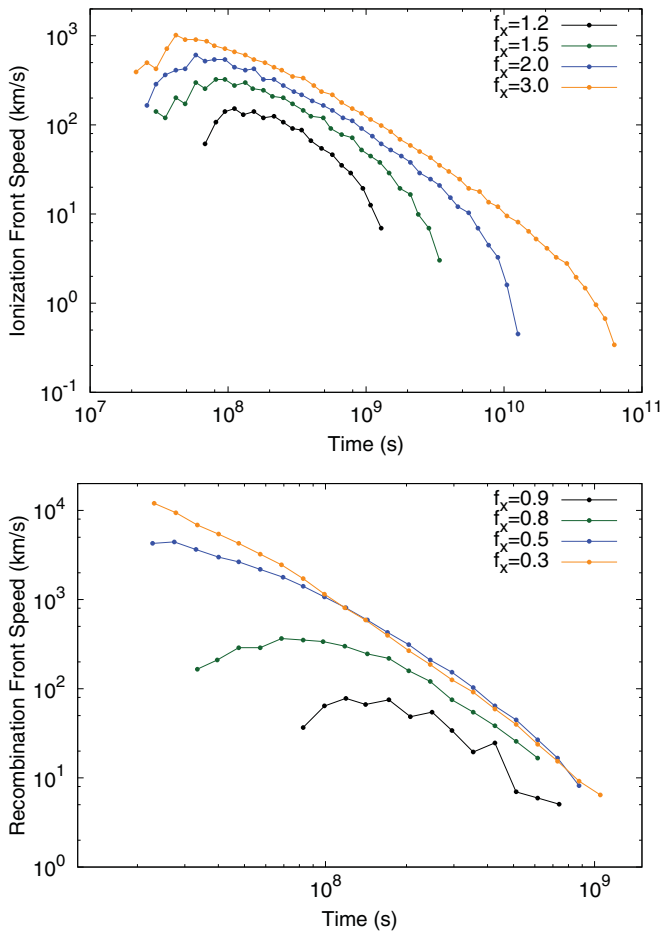 Ionization Front Speed (km/s)
10^3
10^2
10^1
10^0
10^-1
f_x=1.2
f_x=1.5
f_x=2.0
f_x=3.0
10^7
10^8
10^9
10^10
10^11
Time (s)
Recombination Front Speed (km/s)
10^4
10^3
10^2
10^1
10^0
f_x=0.9
f_x=0.8
f_x=0.5
f_x=0.3
10^8
10^9
Time (s)